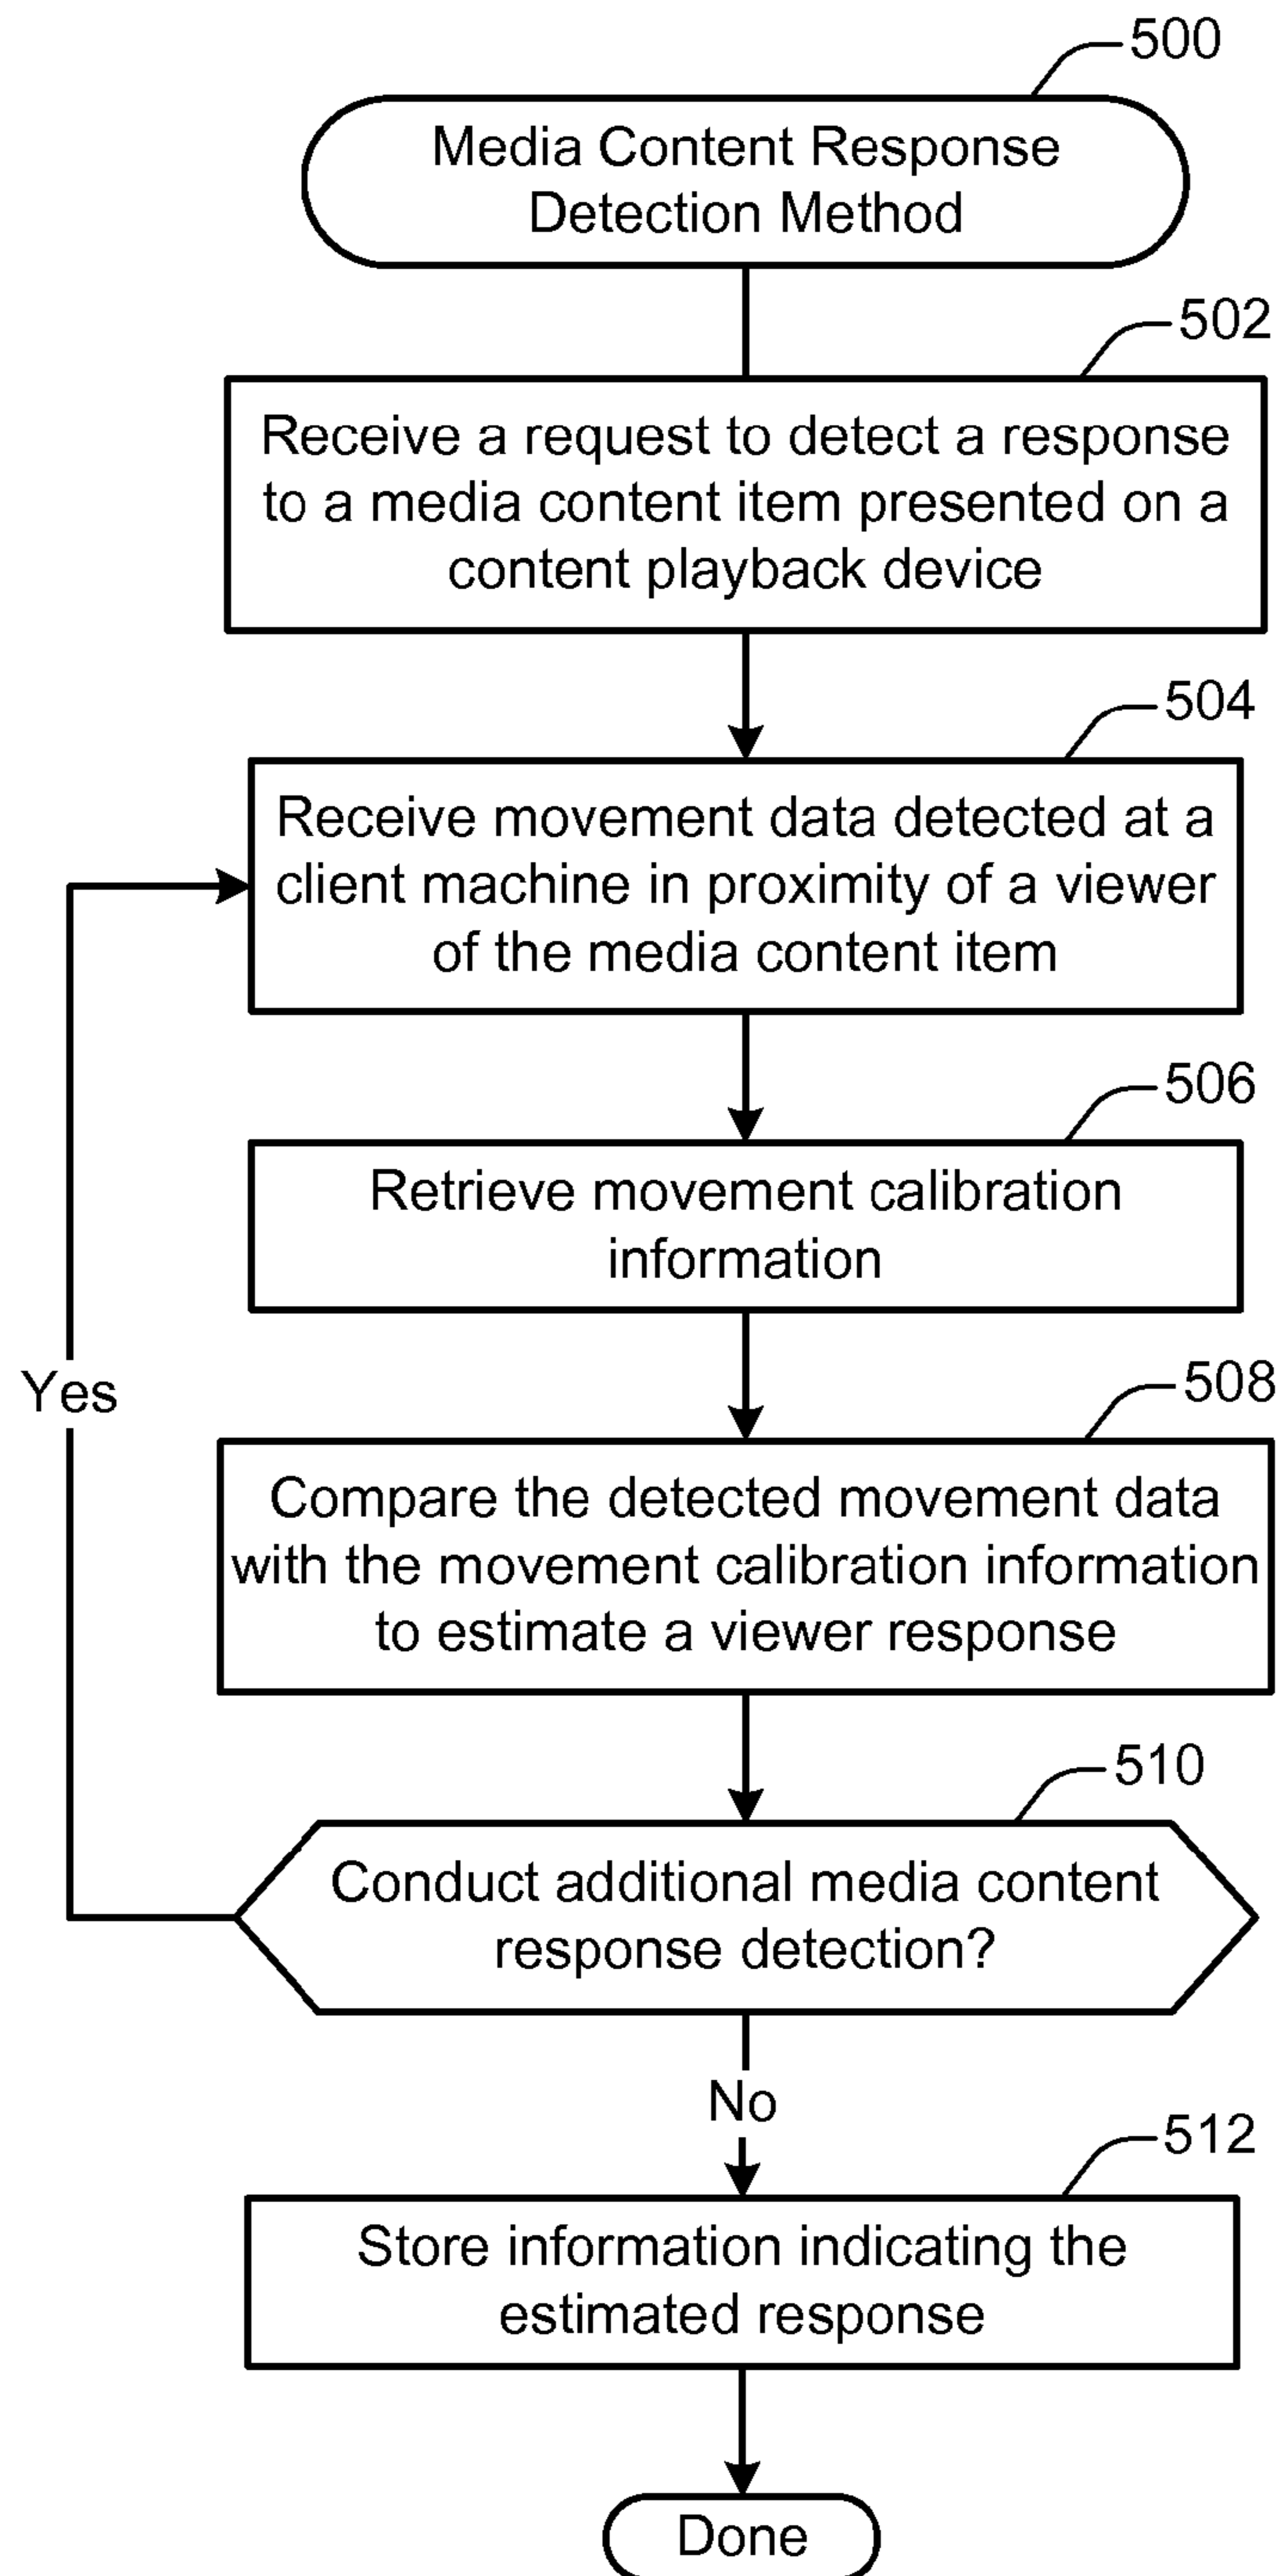 500
Media Content Response
Detection Method
502
Receive a request to detect a response
to a media content item presented on a
content playback device
504
Receive movement data detected at a
client machine in proximity of a viewer
of the media content item
506
Retrieve movement calibration
information
Yes
508
Compare the detected movement data
with the movement calibration information
to estimate a viewer response
510
Conduct additional media content
response detection?
No
512
Store information indicating the
estimated response
Done